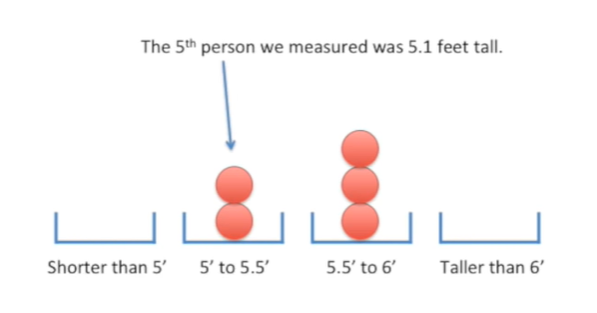 The 5th person we measured was 5.1 feet tall.
Shorter than 5′ 5′ to 5.5′ 5.5′ to 6′ Taller than 6′